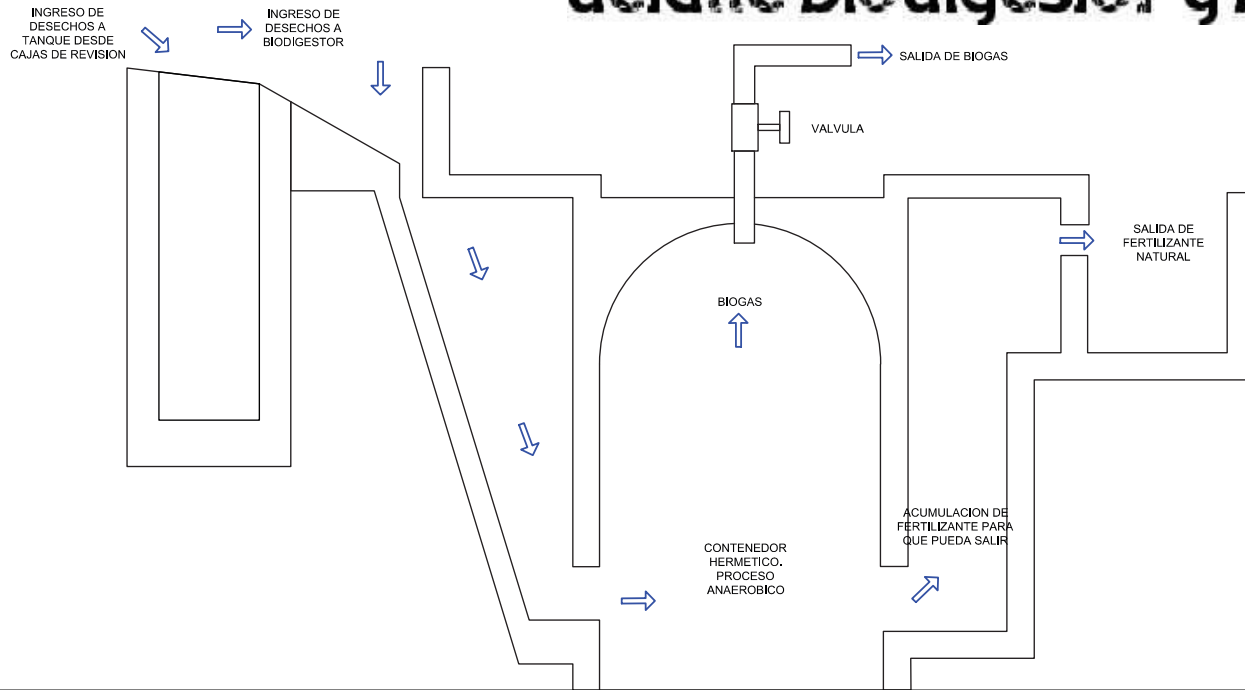 INGRESO DE
DESECHOS A
TANQUE DESDE
CAJAS DE REVISION
INGRESO DE
DESECHOS A
BIODIGESTOR
SALIDA DE BIOGAS
VALVULA
SALIDA DE
FERTILIZANTE
NATURAL
BIOGAS
ACUMULACION DE
FERTILIZANTE PARA
QUE PUEDA SALIR
CONTENEDOR
HERMETICO.
PROCESO
ANAEROBICO